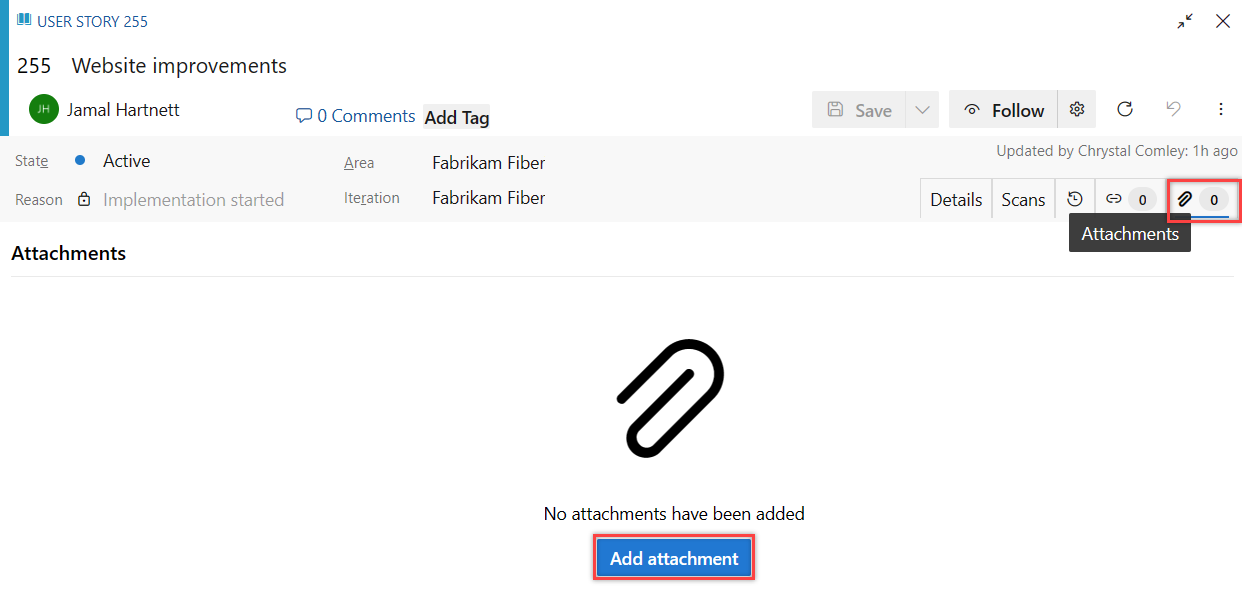 USER STORY 255
255 Website improvements
JH Jamal Hartnett
0 Comments Add Tag
Save Follow
State Active
Area Fabrikam Fiber
Updated by Chrystal Comley: 1h ago
Reason Implementation started
Iteration Fabrikam Fiber
Details Scans 0 0
Attachments
Attachments
No attachments have been added
Add attachment